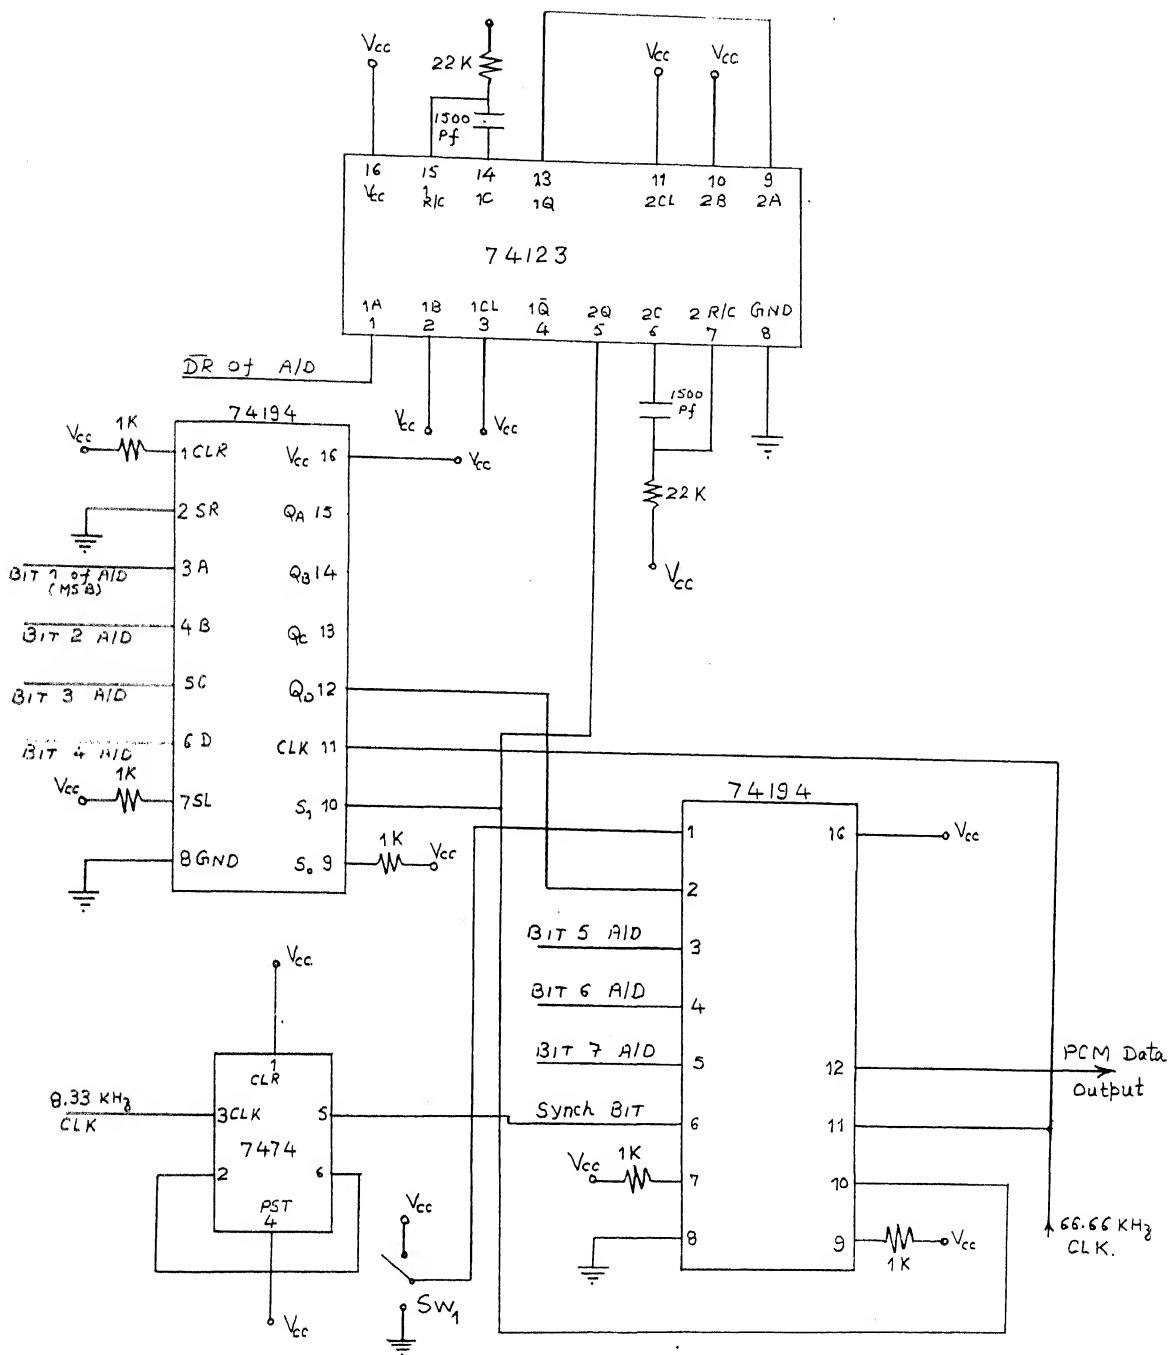 Vcc
22K
1500
Pf
Vcc
Vcc
16 15 14 13 11 10 9
Vcc 1 R/C 1C 1Q 2CL 2B 2A
74123
1A 1B 1CL 1Q̄ 2Q 2C 2 R/C GND
1 2 3 4 5 6 7 8
D̄R̄ of A/D
Vcc
Vcc
1500
Pf
22K
Vcc
74194
Vcc 1K
1 CLR Vcc 16
Vcc
2 SR QA 15
BIT 1 of A/D
(MSB)
3 A QB 14
BIT 2 A/D
4 B QC 13
BIT 3 A/D
5C QD 12
BIT 4 A/D
6 D CLK 11
Vcc 1K
7 SL S1 10
8 GND S0 9
1K
Vcc
74194
1 16
Vcc
2
BIT 5 A/D
3
BIT 6 A/D
4
BIT 7 A/D
5 12
PCM Data
Output
Synch BIT
6 11
Vcc 1K
7 10
8 9
1K
Vcc
66.66 KHz
CLK.
Vcc
1
CLR
8.33 KHz
CLK
3 CLK 5
7474
2 6
PST
4
Vcc
Vcc
SW1